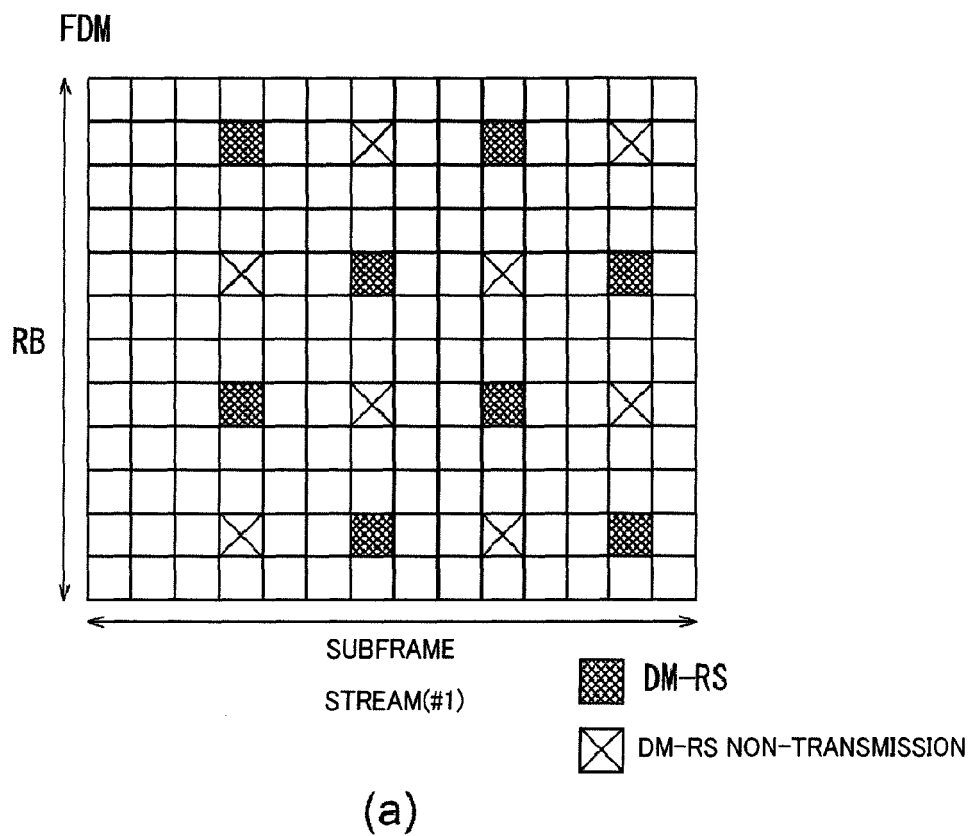 FDM
RB
SUBFRAME
STREAM(#1)
DM-RS
DM-RS NON-TRANSMISSION
(a)